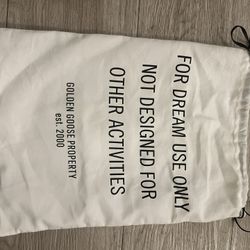 FOR DREAM USE ONLY
NOT DESIGNED FOR
OTHER ACTIVITIES
GOLDEN GOOSE PROPERTY
est. 2000